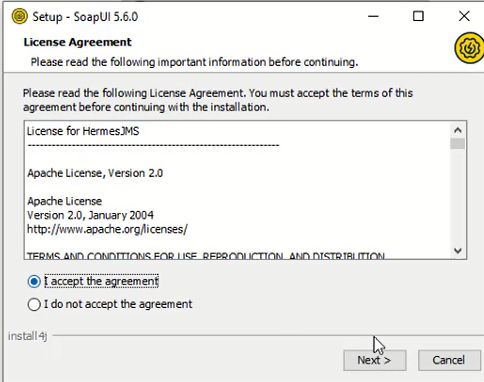 Setup - SoapUI 5.6.0
License Agreement
Please read the following important information before continuing.
Please read the following License Agreement. You must accept the terms of this
agreement before continuing with the installation.
License for HermesJMS
---------------------------------------------------------------
Apache License, Version 2.0
Apache License
Version 2.0, January 2004
http://www.apache.org/licenses/
TERMS AND CONDITIONS FOR USE, REPRODUCTION, AND DISTRIBUTION
I accept the agreement
I do not accept the agreement
install4j
Next >
Cancel